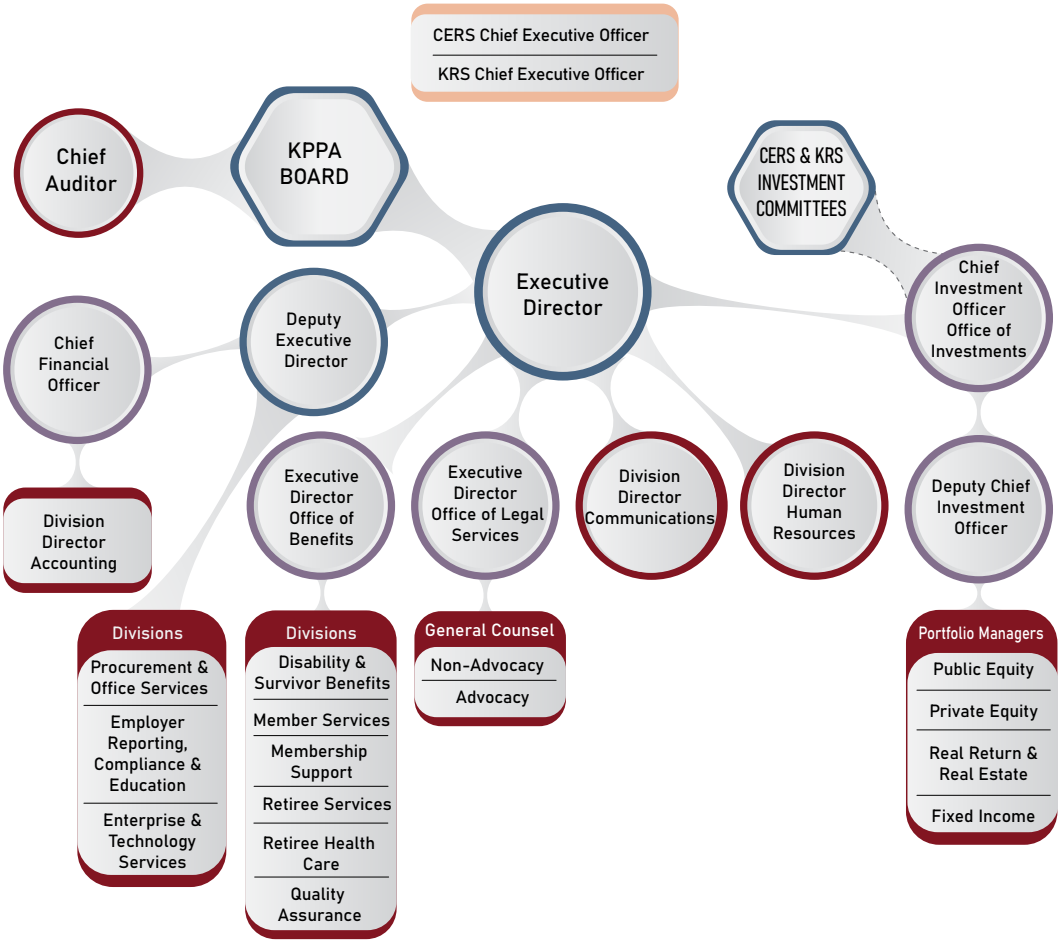 CERS Chief Executive Officer
KRS Chief Executive Officer
Chief
Auditor
KPPA
BOARD
CERS & KRS
INVESTMENT
COMMITTEES
Executive
Director
Chief
Investment
Officer
Office of
Investments
Deputy
Executive
Director
Chief
Financial
Officer
Executive
Director
Office of
Benefits
Executive
Director
Office of Legal
Services
Division
Director
Communications
Division
Director
Human
Resources
Deputy Chief
Investment
Officer
Division
Director
Accounting
Divisions
Procurement &
Office Services
Employer
Reporting,
Compliance &
Education
Enterprise &
Technology
Services
Divisions
Disability &
Survivor Benefits
Member Services
Membership
Support
Retiree Services
Retiree Health
Care
Quality
Assurance
General Counsel
Non-Advocacy
Advocacy
Portfolio Managers
Public Equity
Private Equity
Real Return &
Real Estate
Fixed Income